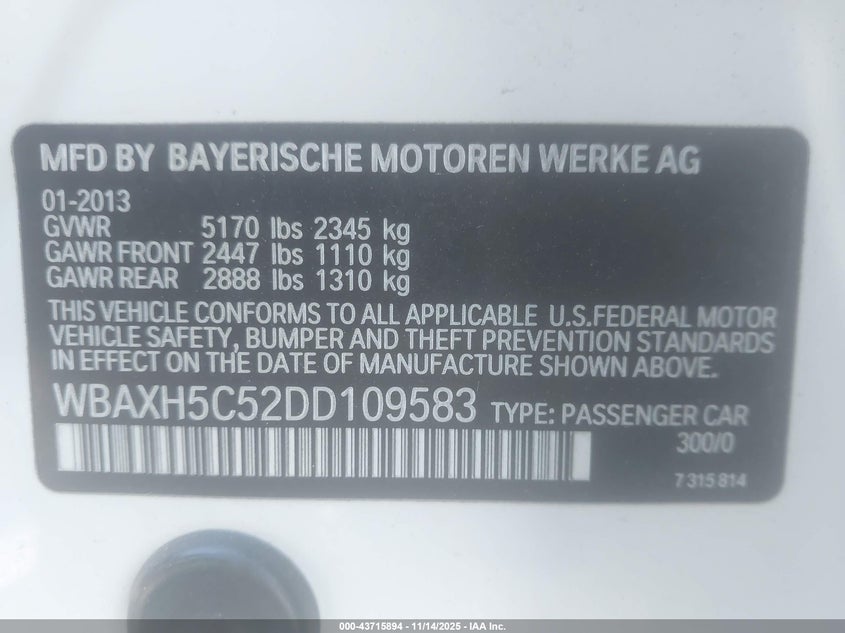 MFD BY BAYERISCHE MOTOREN WERKE AG
01-2013
GVWR 5170 lbs 2345 kg
GAWR FRONT 2447 lbs 1110 kg
GAWR REAR 2888 lbs 1310 kg
THIS VEHICLE CONFORMS TO ALL APPLICABLE U.S.FEDERAL MOTOR
VEHICLE SAFETY, BUMPER AND THEFT PREVENTION STANDARDS
IN EFFECT ON THE DATE OF MANUFACTURE SHOWN ABOVE.
WBAXH5C52DD109583 TYPE: PASSENGER CAR
300/0
7 315 814
000-43715894 | 11/14/2025 - IAA Inc.